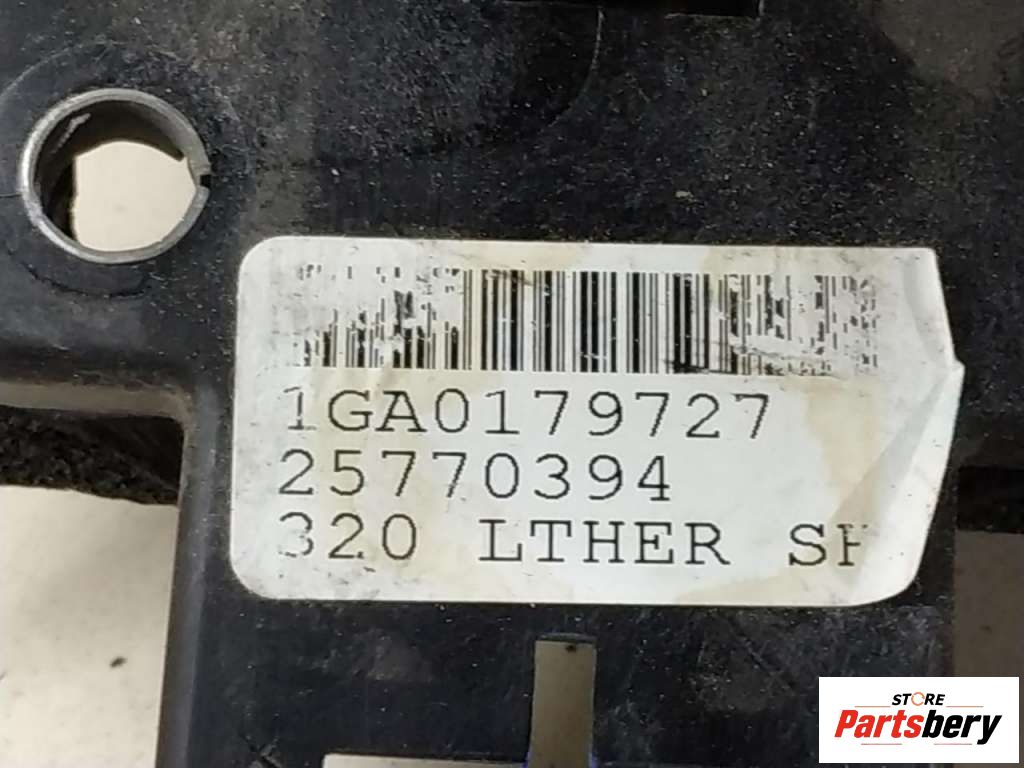 1GA0179727
25770394
320 LTHER
STORE
Partsbery